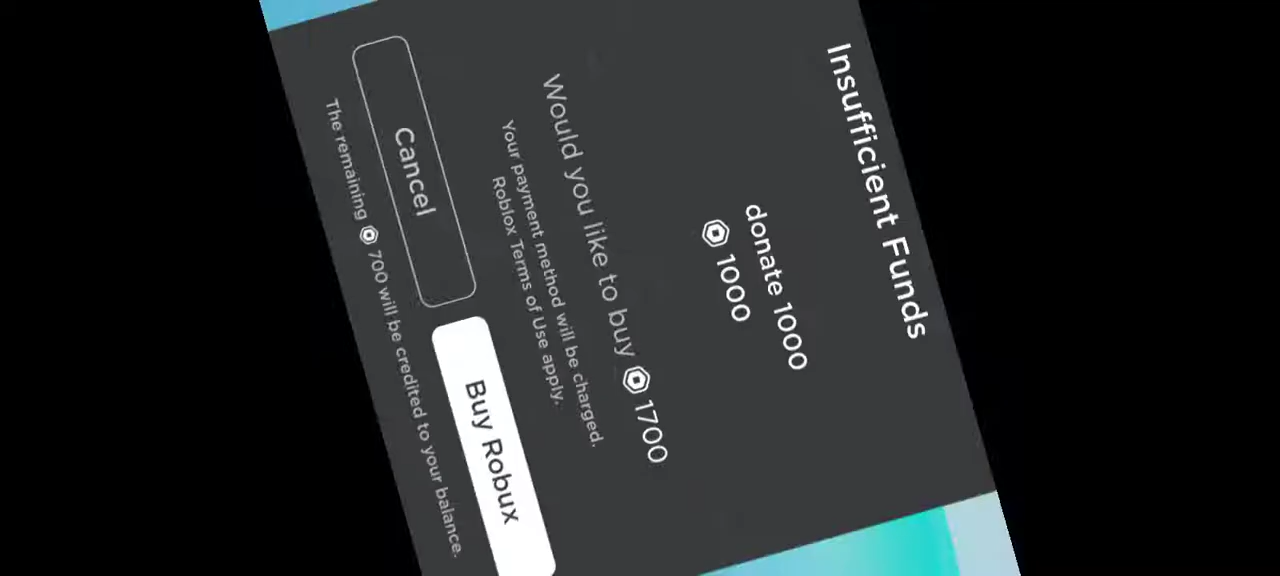 Insufficient Funds
donate 1000
1000
Would you like to buy 1700
Your payment method will be charged.
Roblox Terms of Use apply.
Cancel
Buy Robux
The remaining 700 will be credited to your balance.